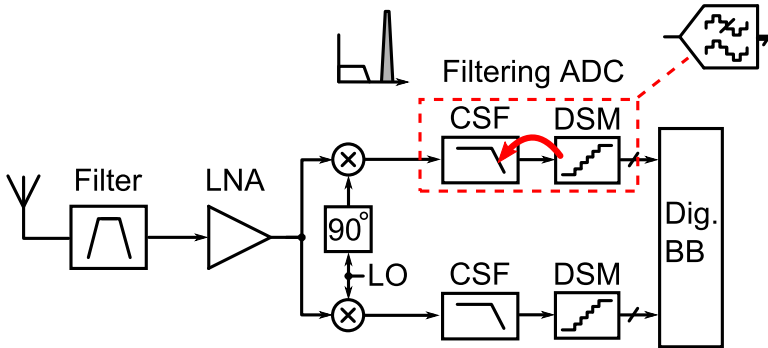 Filtering ADC
CSF
DSM
Filter
LNA
90°
Dig.
BB
LO
CSF
DSM